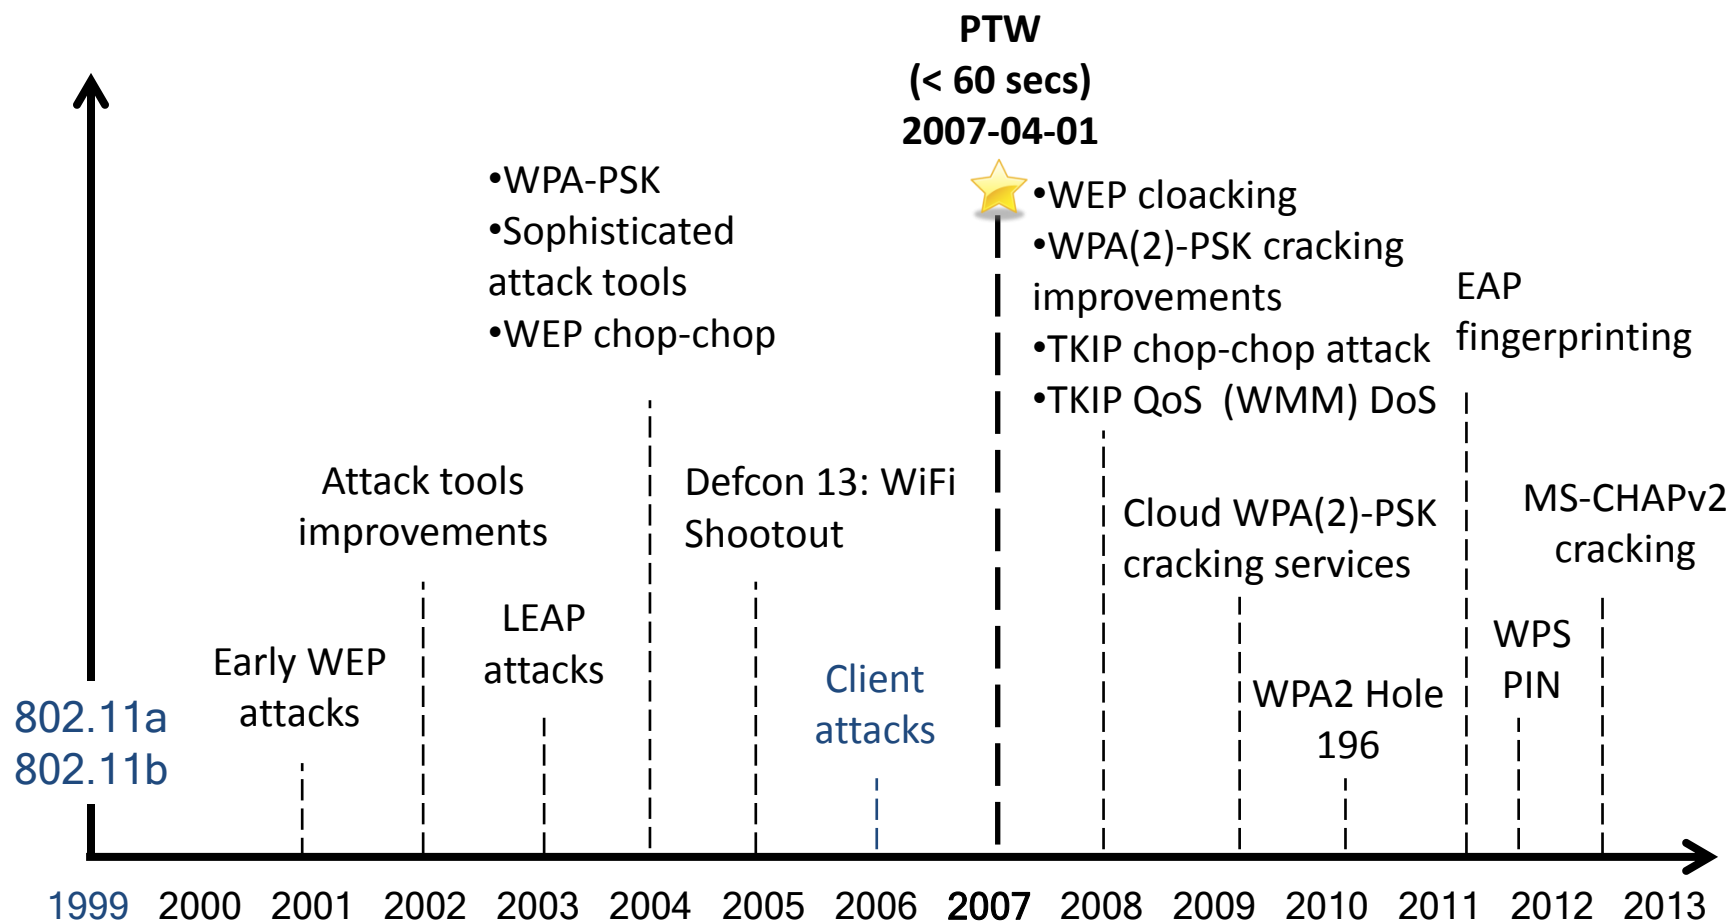 PTW
(< 60 secs)
2007-04-01
•WPA-PSK
•Sophisticated
attack tools
•WEP chop-chop
•WEP cloacking
•WPA(2)-PSK cracking
improvements
•TKIP chop-chop attack
•TKIP QoS (WMM) DoS
EAP
fingerprinting
Attack tools
improvements
Defcon 13: WiFi
Shootout
Cloud WPA(2)-PSK
cracking services
MS-CHAPv2
cracking
Early WEP
attacks
LEAP
attacks
Client
attacks
WPA2 Hole
196
WPS
PIN
802.11a
802.11b
1999 2000 2001 2002 2003 2004 2005 2006 2007 2008 2009 2010 2011 2012 2013